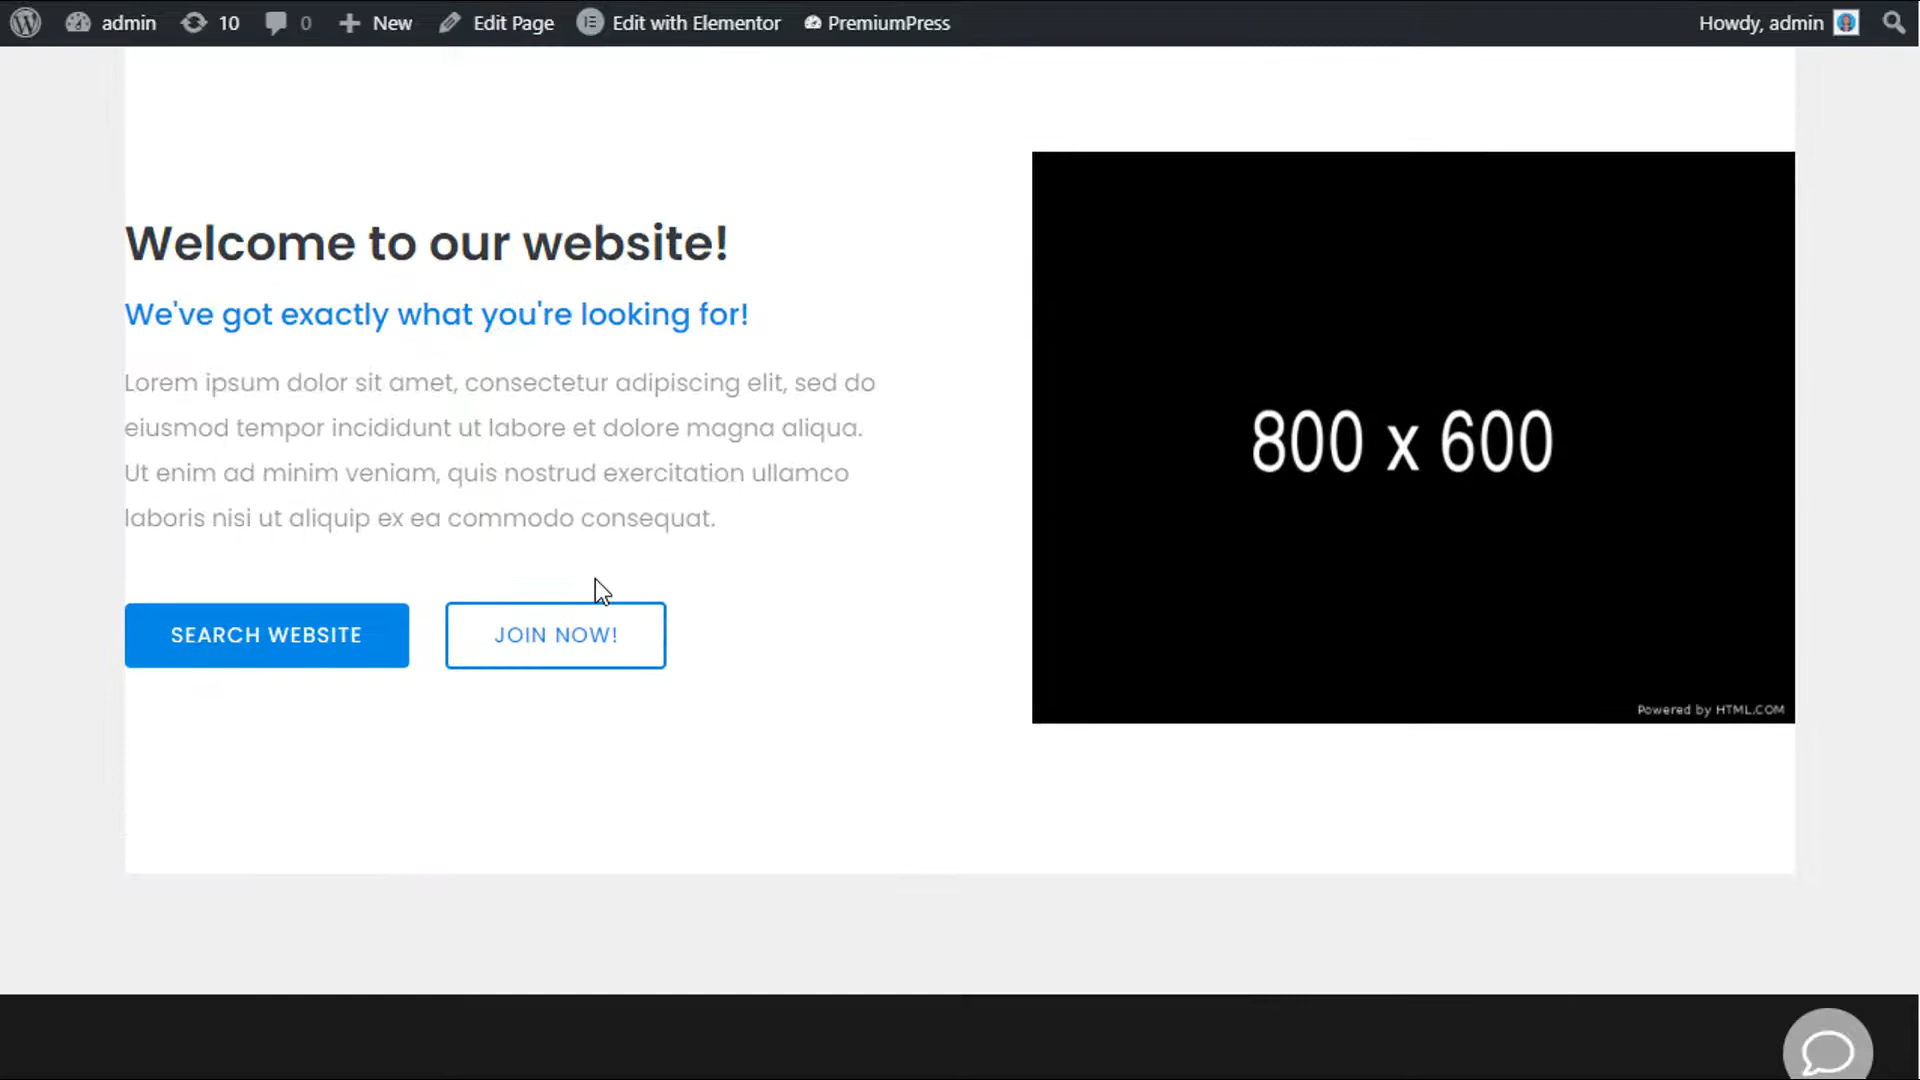 admin 10 0 New Edit Page Edit with Elementor PremiumPress Howdy, admin
Welcome to our website!
We've got exactly what you're looking for!
Lorem ipsum dolor sit amet, consectetur adipiscing elit, sed do
eiusmod tempor incididunt ut labore et dolore magna aliqua.
Ut enim ad minim veniam, quis nostrud exercitation ullamco
laboris nisi ut aliquip ex ea commodo consequat.
SEARCH WEBSITE JOIN NOW!
800 x 600
Powered by HTML.COM